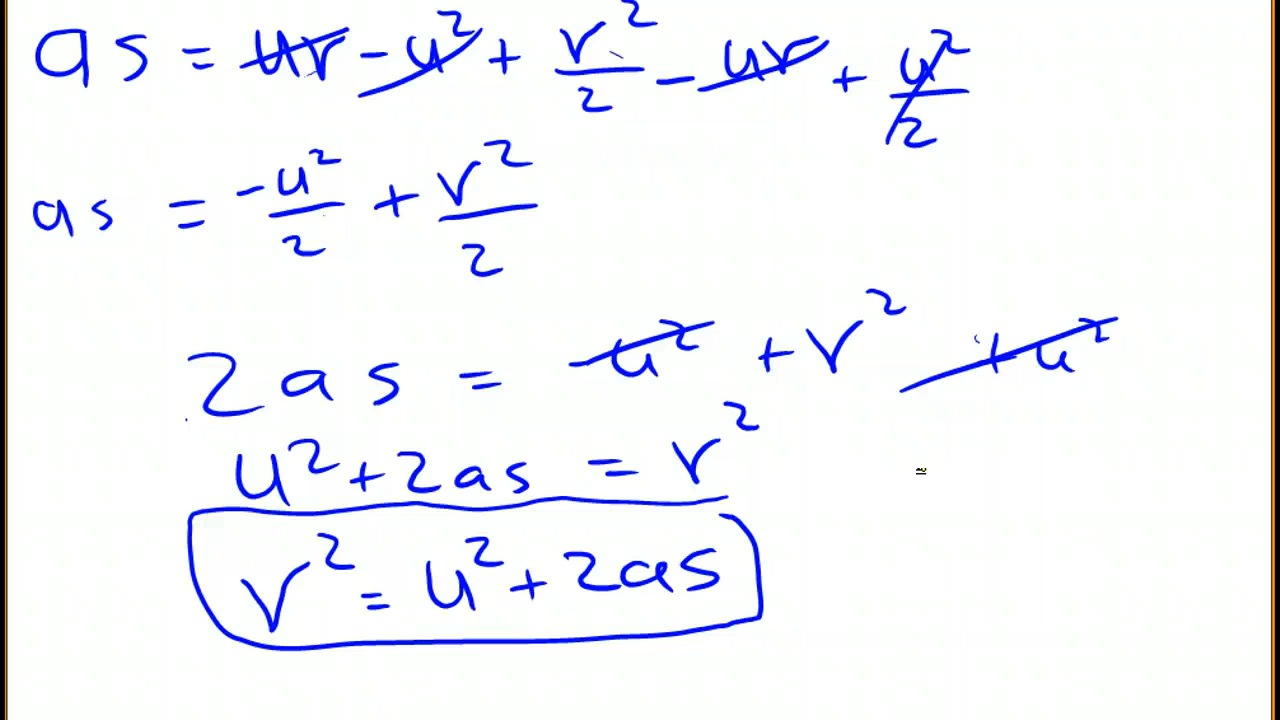 as = uv - u² + v²/2 - uv + u²/2
as = -u²/2 + v²/2
2as = -u² + v² + u²
u² + 2as = v²
v² = u² + 2as